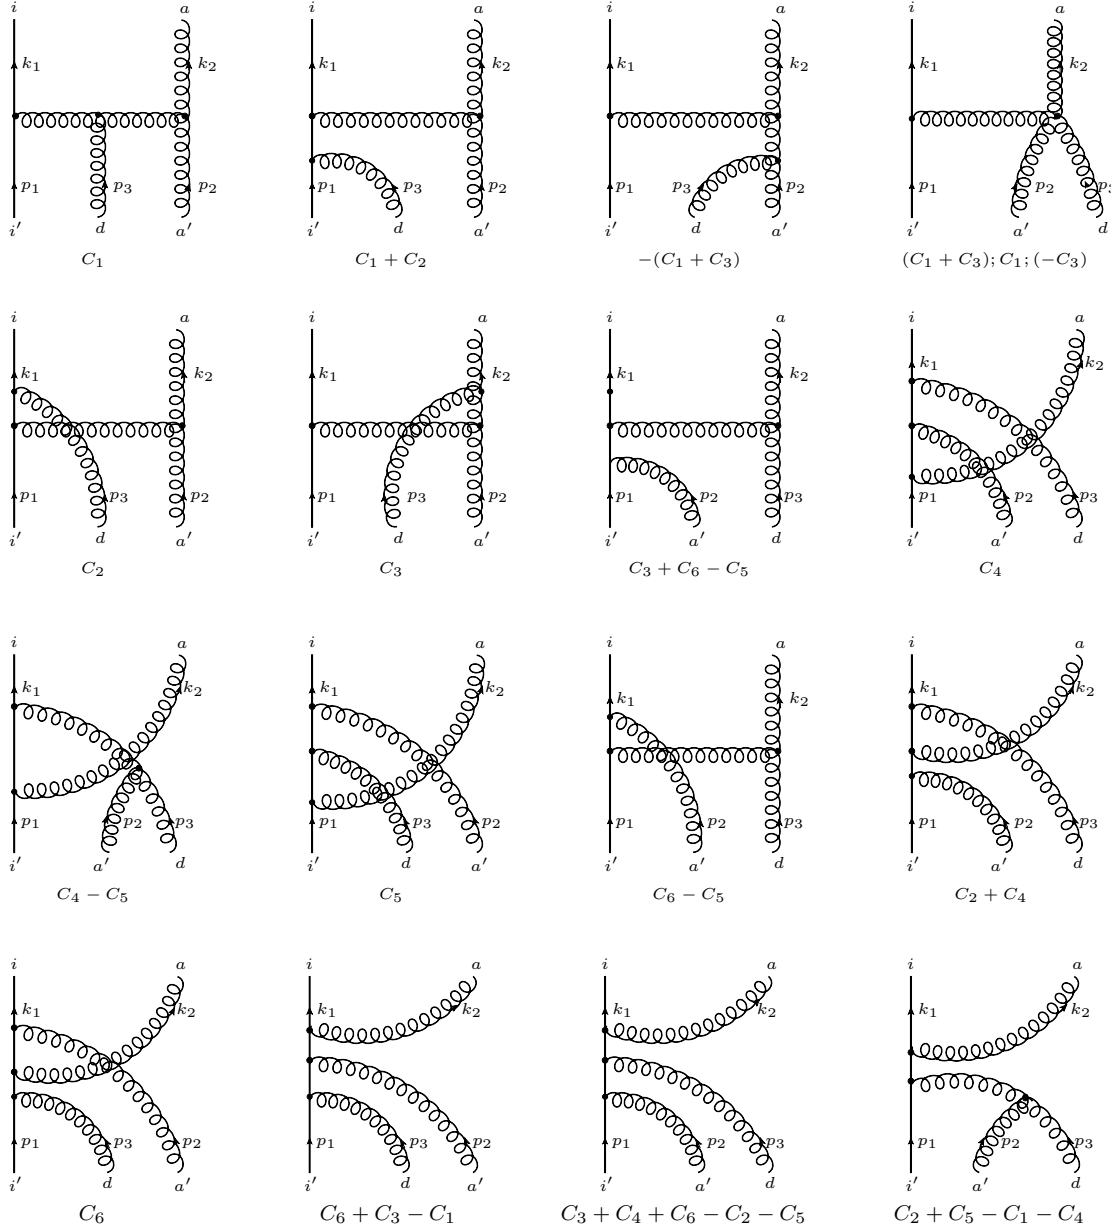 i a i a i a i a
k₁ k₂ k₁ k₂ k₁ k₂ k₁ k₂
p₁ p₃ p₂ p₁ p₃ p₂ p₁ p₃ p₂ p₁ p₂ p₃
i′ d a′ i′ d a′ i′ d a′ i′ a′ d
C₁ C₁ + C₂ −(C₁ + C₃) (C₁ + C₃); C₁; (−C₃)
i a i a i a i a
k₁ k₂ k₁ k₂ k₁ k₂ k₁ k₂
p₁ p₃ p₂ p₁ p₃ p₂ p₁ p₂ p₃ p₁ p₂ p₃
i′ d a′ i′ d a′ i′ a′ d i′ a′ d
C₂ C₃ C₃ + C₆ − C₅ C₄
i a i a i a i a
k₁ k₂ k₁ k₂ k₁ k₂ k₁ k₂
p₁ p₂ p₃ p₁ p₃ p₂ p₁ p₂ p₃ p₁ p₂ p₃
i′ a′ d i′ d a′ i′ a′ d i′ a′ d
C₄ − C₅ C₅ C₆ − C₅ C₂ + C₄
i a i a i a i a
k₁ k₂ k₁ k₂ k₁ k₂ k₁ k₂
p₁ p₃ p₂ p₁ p₃ p₂ p₁ p₂ p₃ p₁ p₂ p₃
i′ d a′ i′ d a′ i′ a′ d i′ a′ d
C₆ C₆ + C₃ − C₁ C₃ + C₄ + C₆ − C₂ − C₅ C₂ + C₅ − C₁ − C₄